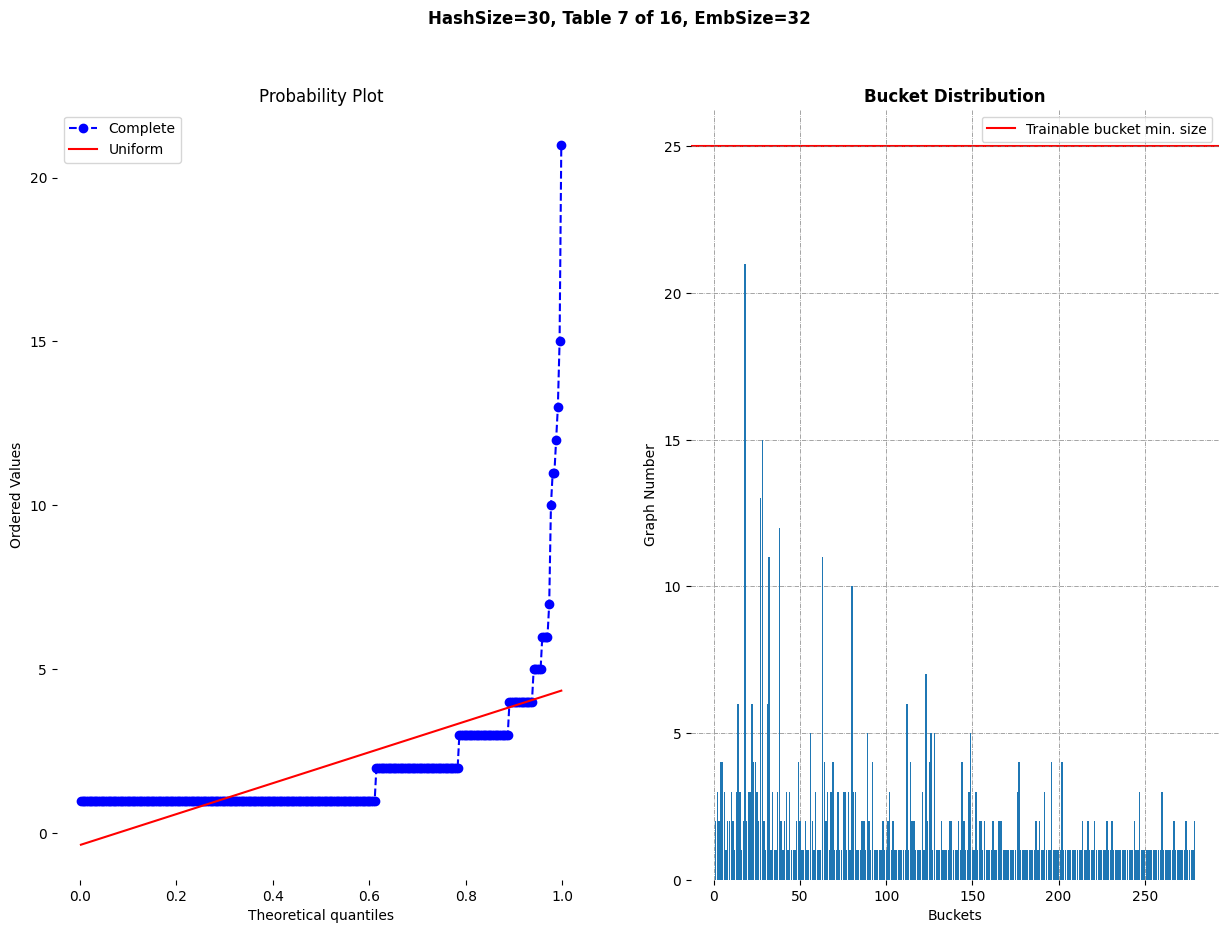 HashSize=30, Table 7 of 16, EmbSize=32
Probability Plot
Complete
Uniform
20
15
10
5
0
Ordered Values
0.0 0.2 0.4 0.6 0.8 1.0
Theoretical quantiles
Bucket Distribution
Trainable bucket min. size
25
20
15
10
5
0
Graph Number
0 50 100 150 200 250
Buckets